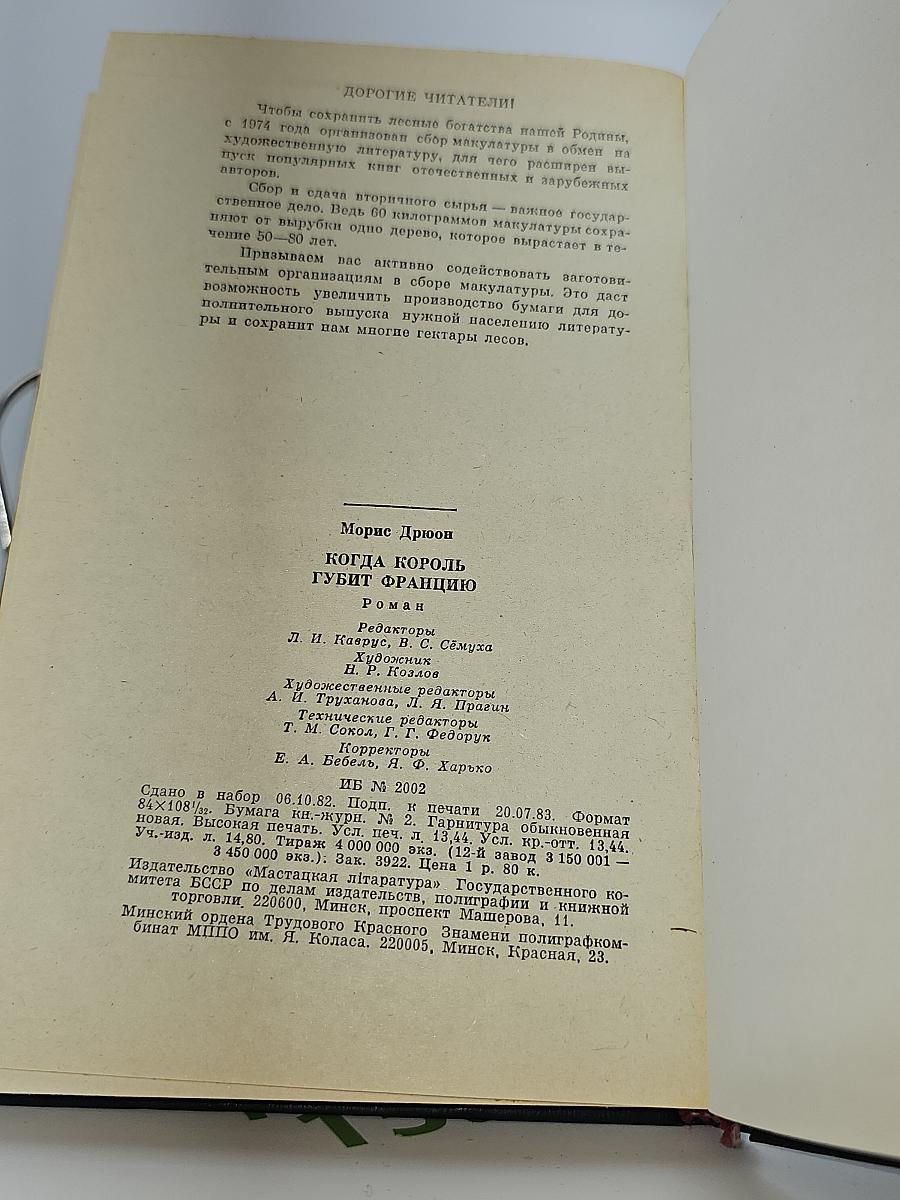 ДОРОГИЕ ЧИТАТЕЛИ!
Чтобы сохранить лесные богатства нашей Родины,
с 1974 года организован сбор макулатуры в обмен на
художественную литературу, для чего расширен вы-
пуск популярных книг отечественных и зарубежных
авторов.
Сбор и сдача вторичного сырья — важное государ-
ственное дело. Ведь 60 килограммов макулатуры сохра-
няют от вырубки одно дерево, которое вырастает в те-
чение 50—80 лет.
Призываем вас активно содействовать заготови-
тельным организациям в сборе макулатуры. Это даст
возможность увеличить производство бумаги для до-
полнительного выпуска нужной населению литерату-
ры и сохранит нам многие гектары лесов.
Морис Дрюон
КОГДА КОРОЛЬ
ГУБИТ ФРАНЦИЮ
Роман
Редакторы
Л. И. Каврус, В. С. Сёмуха
Художник
Н. Р. Козлов
Художественные редакторы
А. И. Труханова, Л. Я. Прагин
Технические редакторы
Т. М. Сокол, Г. Г. Федорук
Корректоры
Е. А. Бебель, Я. Ф. Харько
ИБ № 2002
Сдано в набор 06.10.82. Подп. к печати 20.07.83. Формат
84×108¹/₃₂. Бумага кн.-журн. № 2. Гарнитура обыкновенная
новая. Высокая печать. Усл. печ. л. 13,44. Усл. кр.-отт. 13,44.
Уч.-изд. л. 14,80. Тираж 4 000 000 экз. (12-й завод 3 150 001 —
3 450 000 экз.). Зак. 3922. Цена 1 р. 80 к.
Издательство «Мастацкая літаратура» Государственного ко-
митета БССР по делам издательств, полиграфии и книжной
торговли. 220600, Минск, проспект Машерова, 11.
Минский ордена Трудового Красного Знамени полиграфком-
бинат МППО им. Я. Коласа. 220005, Минск, Красная, 23.